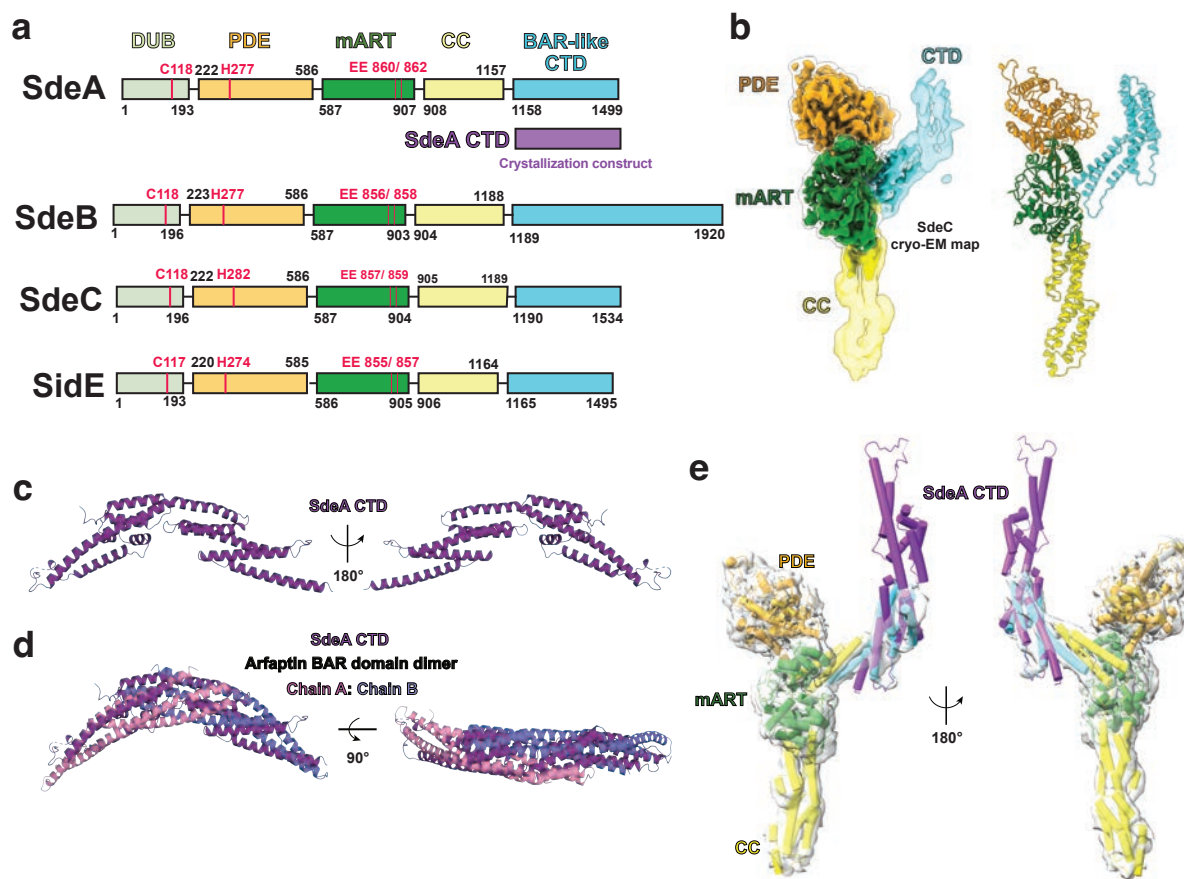 a
DUB PDE mART CC BAR-like
CTD
C118 222 H277 586 EE 860/ 862 1157
SdeA
1 193 587 907 908 1158 1499
SdeA CTD
Crystallization construct
C118 223 H277 586 EE 856/ 858 1188
SdeB
1 196 587 903 904 1189 1920
C118 222 H282 586 EE 857/ 859 905 1189
SdeC
1 196 587 904 1190 1534
C117 220 H274 585 EE 855/ 857 1164
SidE
1 193 586 905 906 1165 1495
b
CTD
PDE
mART
SdeC
cryo-EM map
CC
c
SdeA CTD
180°
d
SdeA CTD
Arfaptin BAR domain dimer
Chain A: Chain B
90°
e
SdeA CTD
PDE
mART
180°
CC